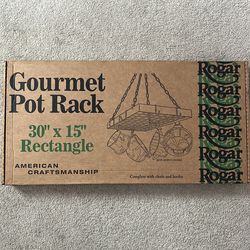 Gourmet
Pot Rack
30" x 15"
Rectangle
AMERICAN
CRAFTSMANSHIP
Complete with chain and hooks
Rogar
Rogar
Rogar
Rogar
Rogar
Rogar